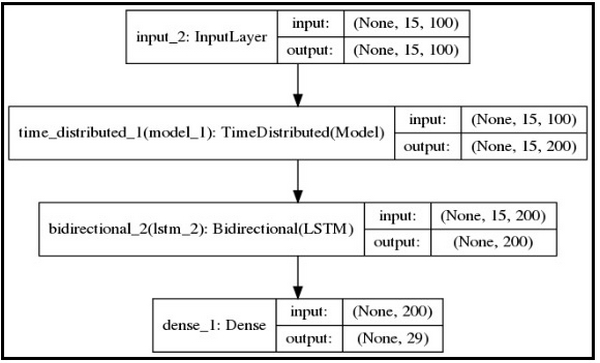 input_2: InputLayer
input: (None, 15, 100)
output: (None, 15, 100)
time_distributed_1(model_1): TimeDistributed(Model)
input: (None, 15, 100)
output: (None, 15, 200)
bidirectional_2(lstm_2): Bidirectional(LSTM)
input: (None, 15, 200)
output: (None, 200)
dense_1: Dense
input: (None, 200)
output: (None, 29)